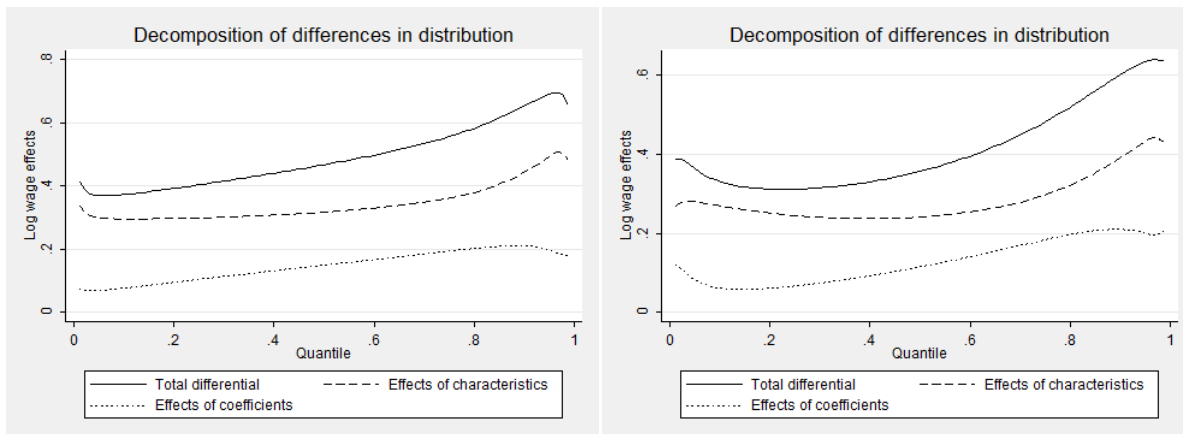 Decomposition of differences in distribution
Log wage effects
.8
.6
.4
.2
0
0 .2 .4 .6 .8 1
Quantile
Total differential Effects of characteristics
Effects of coefficients
Decomposition of differences in distribution
Log wage effects
.6
.4
.2
0
0 .2 .4 .6 .8 1
Quantile
Total differential Effects of characteristics
Effects of coefficients